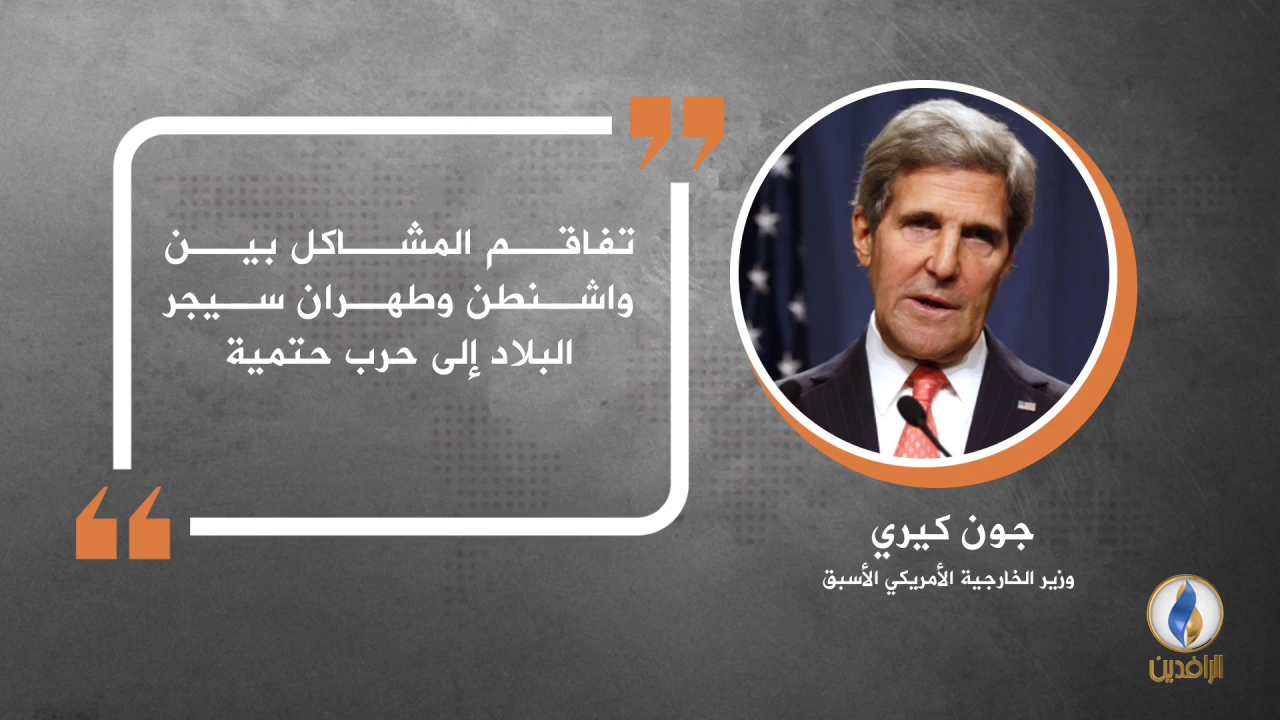 تفاقم المشاكل بين
واشنطن وطهران سيجر
البلاد إلى حرب حتمية
جون كيري
وزير الخارجية الأمريكي الأسبق
الرافدين